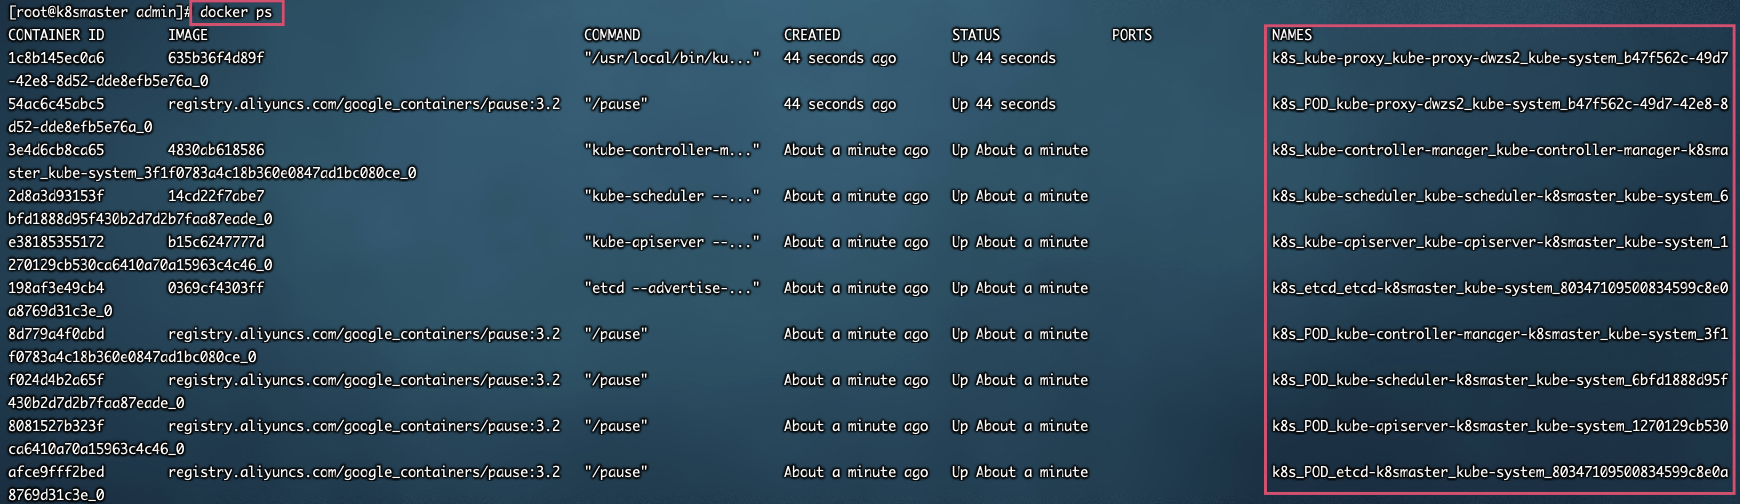 [root@k8smaster admin]# docker ps
CONTAINER ID IMAGE COMMAND CREATED STATUS PORTS NAMES
1c8b145ec0a6 635b36f4d89f "/usr/local/bin/ku..." 44 seconds ago Up 44 seconds k8s_kube-proxy_kube-proxy-dwzs2_kube-system_b47f562c-49d7
-42e8-8d52-dde8efb5e76a_0
54ac6c45abc5 registry.aliyuncs.com/google_containers/pause:3.2 "/pause" 44 seconds ago Up 44 seconds k8s_POD_kube-proxy-dwzs2_kube-system_b47f562c-49d7-42e8-8
d52-dde8efb5e76a_0
3e4d6cb8ca65 4830ab618586 "kube-controller-m..." About a minute ago Up About a minute k8s_kube-controller-manager_kube-controller-manager-k8sma
ster_kube-system_3f1f0783a4c18b360e0847ad1bc080ce_0
2d8a3d93153f 14cd22f7abe7 "kube-scheduler --..." About a minute ago Up About a minute k8s_kube-scheduler_kube-scheduler-k8smaster_kube-system_6
bfd1888d95f430b2d7d2b7faa87eade_0
e38185355172 b15c6247777d "kube-apiserver --..." About a minute ago Up About a minute k8s_kube-apiserver_kube-apiserver-k8smaster_kube-system_1
270129cb530ca6410a70a15963c4c46_0
198af3e49cb4 0369cf4303ff "etcd --advertise-..." About a minute ago Up About a minute k8s_etcd_etcd-k8smaster_kube-system_80347109500834599c8e0
a8769d31c3e_0
8d779a4f0abd registry.aliyuncs.com/google_containers/pause:3.2 "/pause" About a minute ago Up About a minute k8s_POD_kube-controller-manager-k8smaster_kube-system_3f1
f0783a4c18b360e0847ad1bc080ce_0
f024d4b2a65f registry.aliyuncs.com/google_containers/pause:3.2 "/pause" About a minute ago Up About a minute k8s_POD_kube-scheduler-k8smaster_kube-system_6bfd1888d95f
430b2d7d2b7faa87eade_0
8081527b323f registry.aliyuncs.com/google_containers/pause:3.2 "/pause" About a minute ago Up About a minute k8s_POD_kube-apiserver-k8smaster_kube-system_1270129cb530
ca6410a70a15963c4c46_0
afce9fff2bed registry.aliyuncs.com/google_containers/pause:3.2 "/pause" About a minute ago Up About a minute k8s_POD_etcd-k8smaster_kube-system_80347109500834599c8e0a
8769d31c3e_0